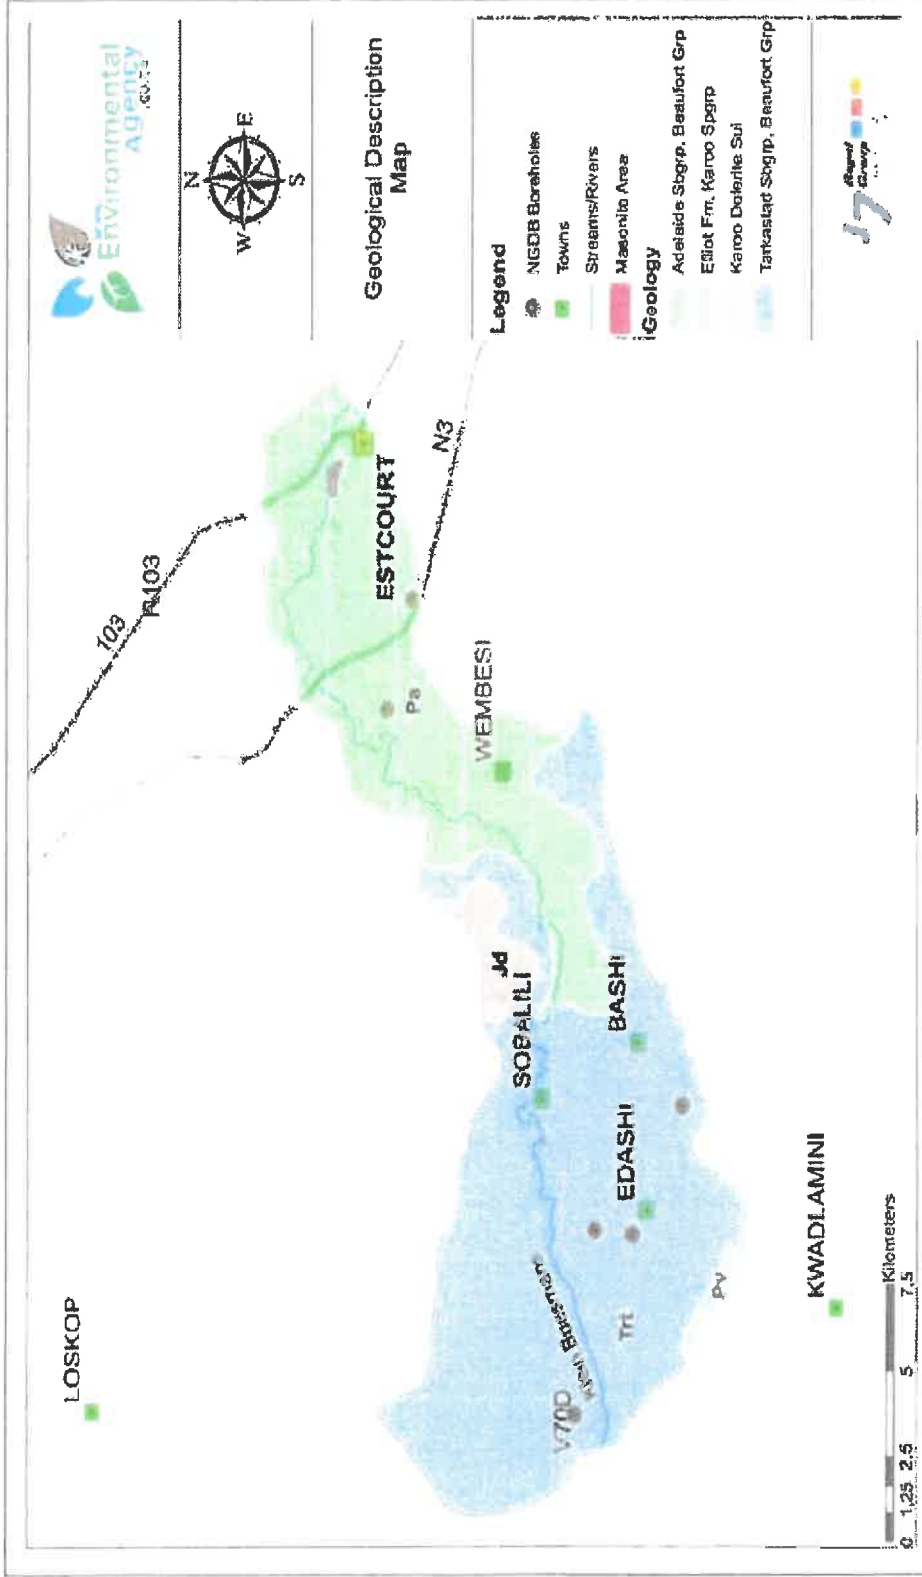 Environmental
Agency
N
W
E
S
Geological Description
Map
Legend
NGDB Boreholes
Towns
Streams/Rivers
Masonite Area
Geology
Adelaide Sbgrp, Beaufort Grp
Elliot Fm, Karoo Spgrp
Karoo Dolerite Sui
Tarkastad Sbgrp, Beaufort Grp
103
R103
N3
ESTCOURT
Pa
WEMBESI
Jd
SOBALILI
BASHI
EDASHI
LOSKOP
V70D
Trt
Pv
KWADLAMINI
Kilometers
0 1,25 2,5 5 7,5